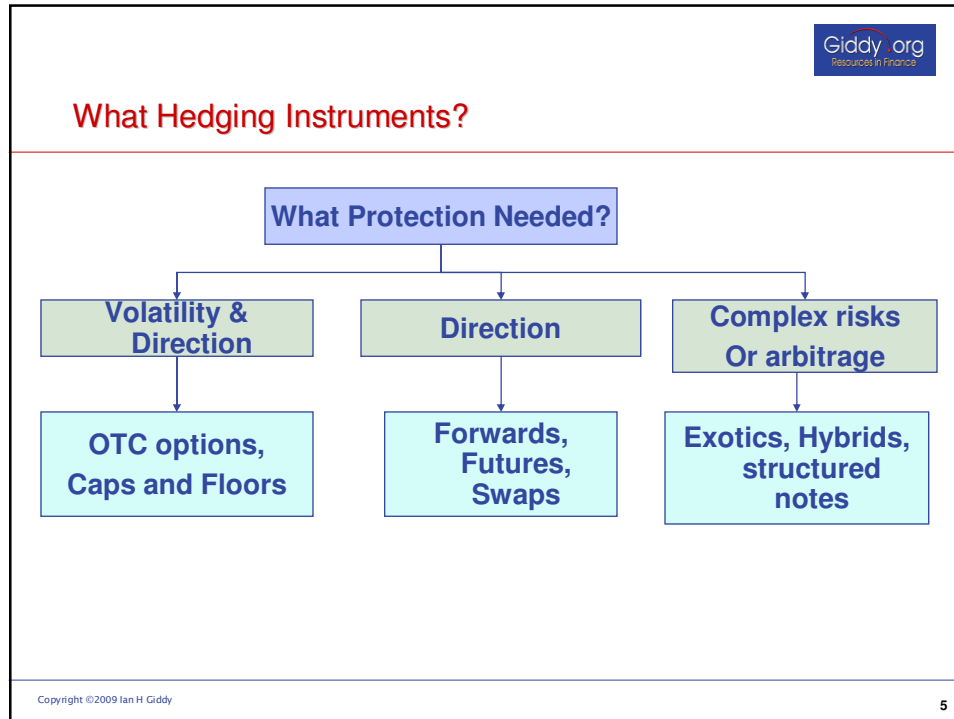 Giddy.org
Resources in Finance
What Hedging Instruments?
What Protection Needed?
Volatility &
Direction
Direction
Complex risks
Or arbitrage
OTC options,
Caps and Floors
Forwards,
Futures,
Swaps
Exotics, Hybrids,
structured
notes
Copyright ©2009 Ian H Giddy
5